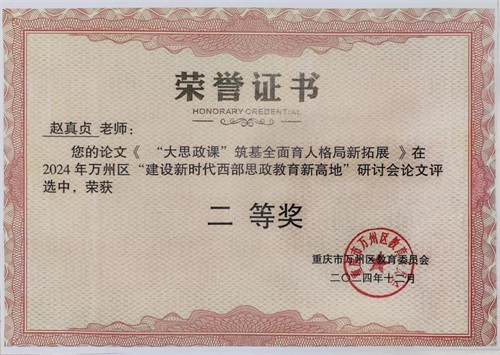 荣誉证书
HONORARY CREDENTIAL
赵真贞 老师：
您的论文《 “大思政课”筑基全面育人格局新拓展 》在
2024 年万州区“建设新时代西部思政教育新高地”研讨会论文评
选中，荣获
二 等奖
重庆市万州区教育委员会
二〇二四年十二月